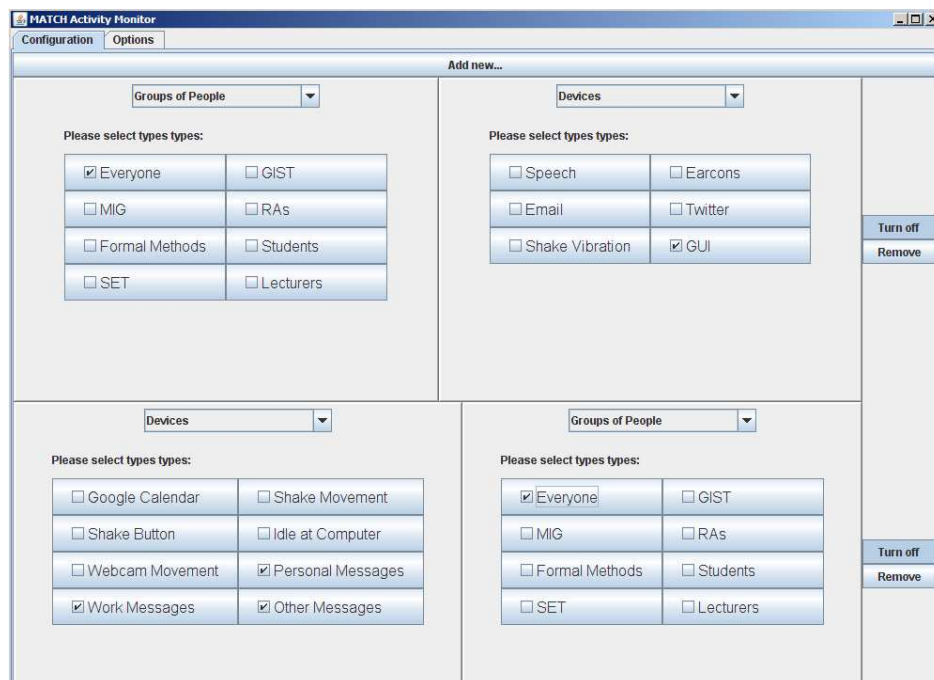 MATCH Activity Monitor
Configuration Options
Add new...
Groups of People
Please select types types:
Everyone GIST
MIG RAs
Formal Methods Students
SET Lecturers
Devices
Please select types types:
Speech Earcons
Email Twitter
Shake Vibration GUI
Turn off
Remove
Devices
Please select types types:
Google Calendar Shake Movement
Shake Button Idle at Computer
Webcam Movement Personal Messages
Work Messages Other Messages
Groups of People
Please select types types:
Everyone GIST
MIG RAs
Formal Methods Students
SET Lecturers
Turn off
Remove